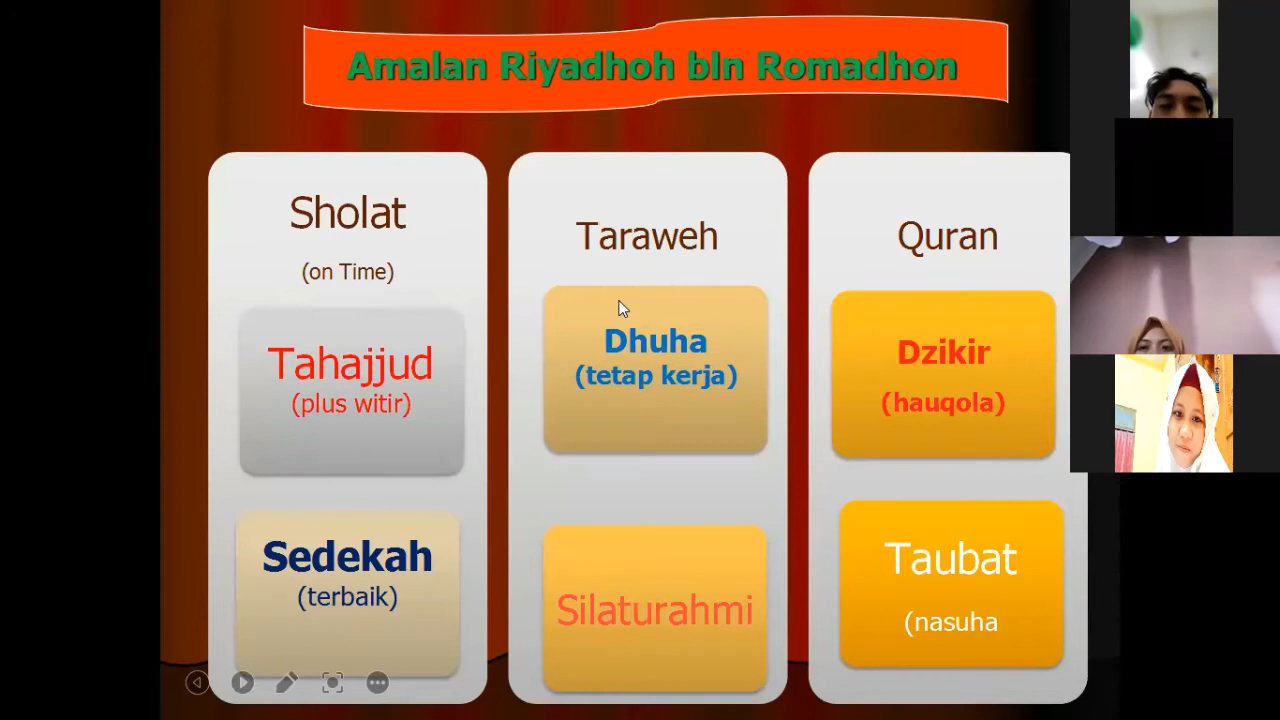 Amalan Riyadhoh bln Romadhon
Sholat
(on Time)
Tahajjud
(plus witir)
Sedekah
(terbaik)
Taraweh
Dhuha
(tetap kerja)
Silaturahmi
Quran
Dzikir
(hauqola)
Taubat
(nasuha